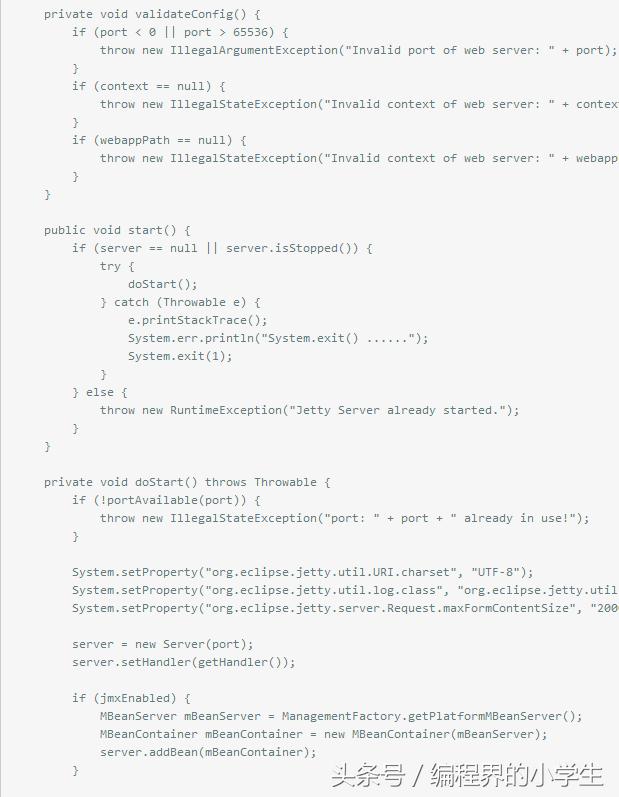 private void validateConfig() {
if (port < 0 || port > 65536) {
throw new IllegalArgumentException("Invalid port of web server: " + port);
}
if (context == null) {
throw new IllegalStateException("Invalid context of web server: " + contex
}
if (webappPath == null) {
throw new IllegalStateException("Invalid context of web server: " + webapp
}
}
public void start() {
if (server == null || server.isStopped()) {
try {
doStart();
} catch (Throwable e) {
e.printStackTrace();
System.err.println("System.exit() ......");
System.exit(1);
}
} else {
throw new RuntimeException("Jetty Server already started.");
}
}
private void doStart() throws Throwable {
if (!portAvailable(port)) {
throw new IllegalStateException("port: " + port + " already in use!");
}
System.setProperty("org.eclipse.jetty.util.URI.charset", "UTF-8");
System.setProperty("org.eclipse.jetty.util.log.class", "org.eclipse.jetty.util
System.setProperty("org.eclipse.jetty.server.Request.maxFormContentSize", "200
server = new Server(port);
server.setHandler(getHandler());
if (jmxEnabled) {
MBeanServer mBeanServer = ManagementFactory.getPlatformMBeanServer();
MBeanContainer mBeanContainer = new MBeanContainer(mBeanServer);
server.addBean(mBeanContainer);
}
头条号 / 编程界的小学生